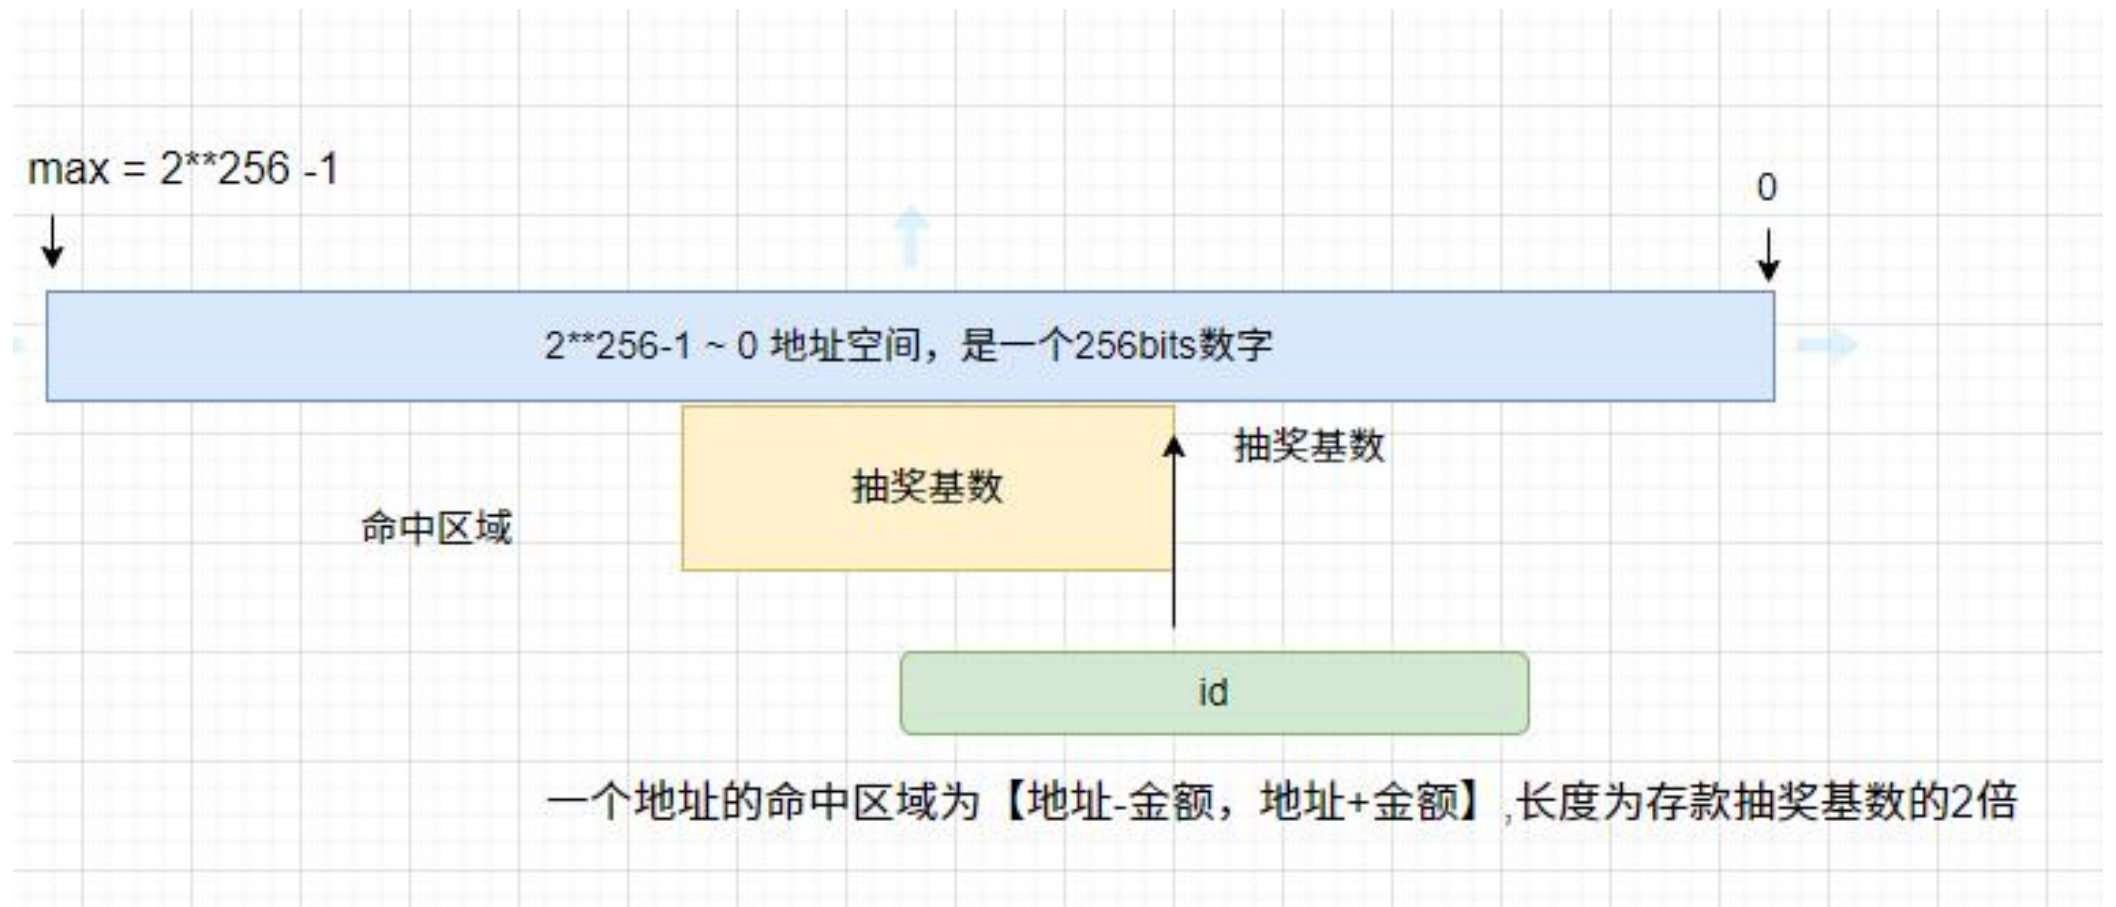 max = 2**256 -1
0
2**256-1 ~ 0 地址空间，是一个256bits数字
抽奖基数
抽奖基数
命中区域
id
一个地址的命中区域为【地址-金额，地址+金额】,长度为存款抽奖基数的2倍